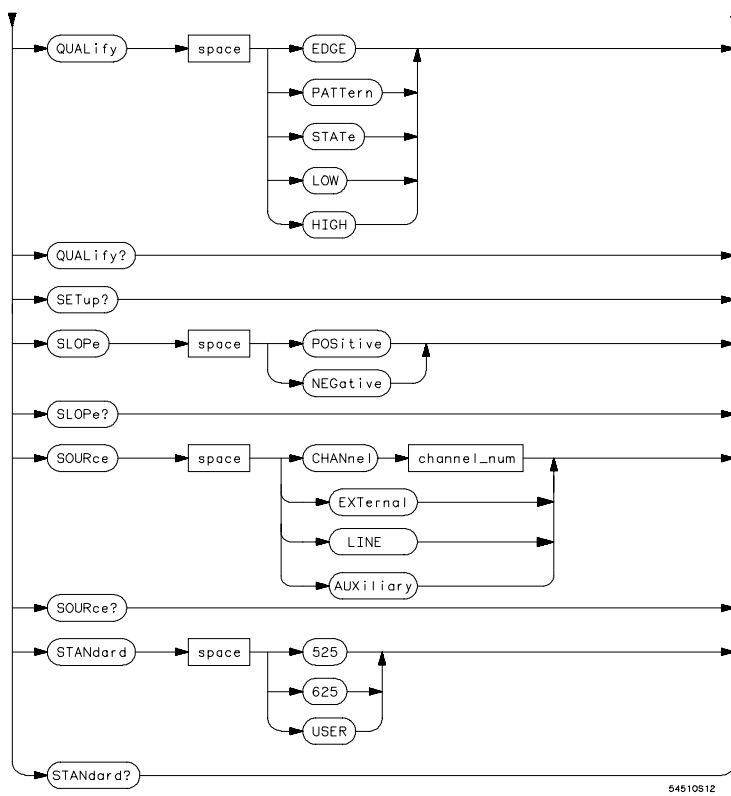 QUALify space EDGE
PATTern
STATe
LOW
HIGH
QUALify?
SETup?
SLOPe space POSitive
NEGative
SLOPe?
SOURce space CHANnel channel_num
EXTernal
LINE
AUXiliary
SOURce?
STANdard space 525
625
USER
STANdard?
54510S12